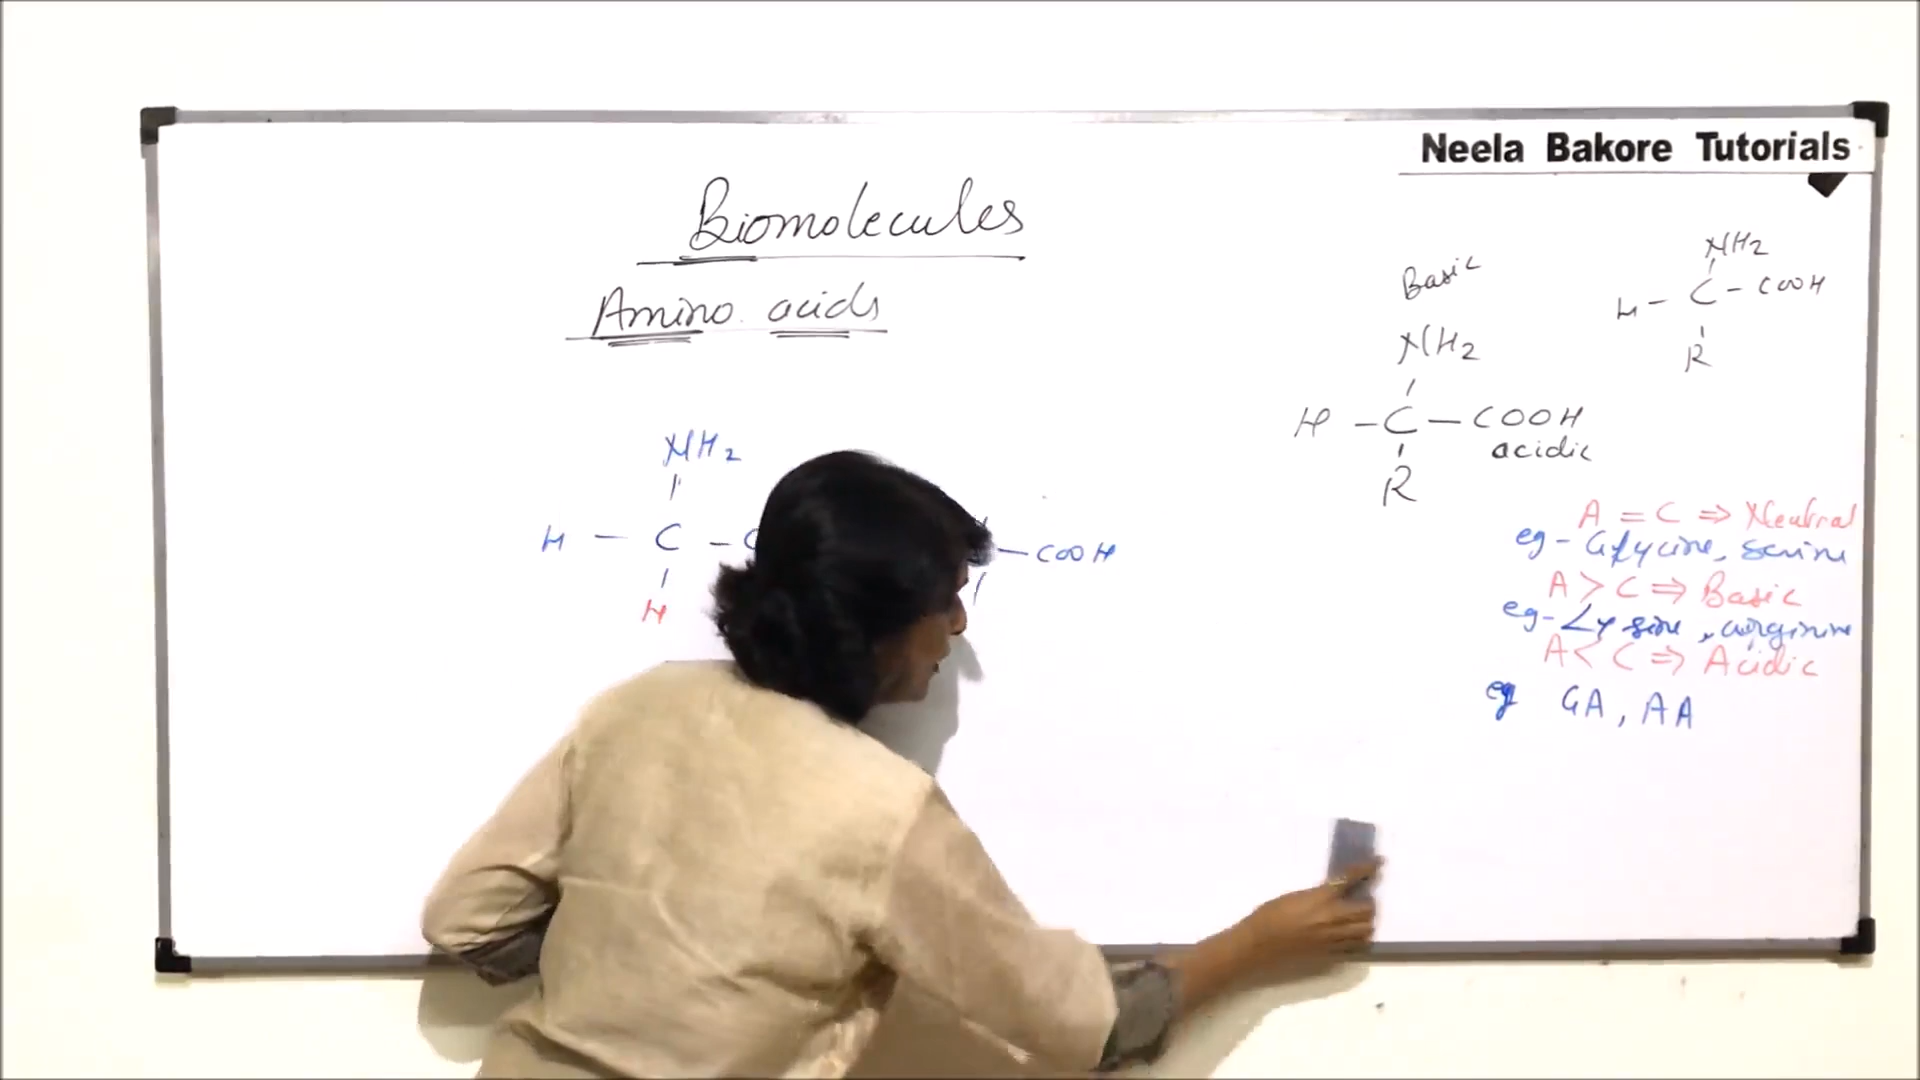 Neela Bakore Tutorials
Biomolecules
Amino acids
NH2
H - C - C
H
COOH
Basic
NH2
H - C - COOH
acidic
R
NH2
H - C - COOH
R
A = C ⇒ Neutral
eg - Glycine, serine
A > C ⇒ Basic
eg - Lysine, arginine
A < C ⇒ Acidic
eg GA, AA